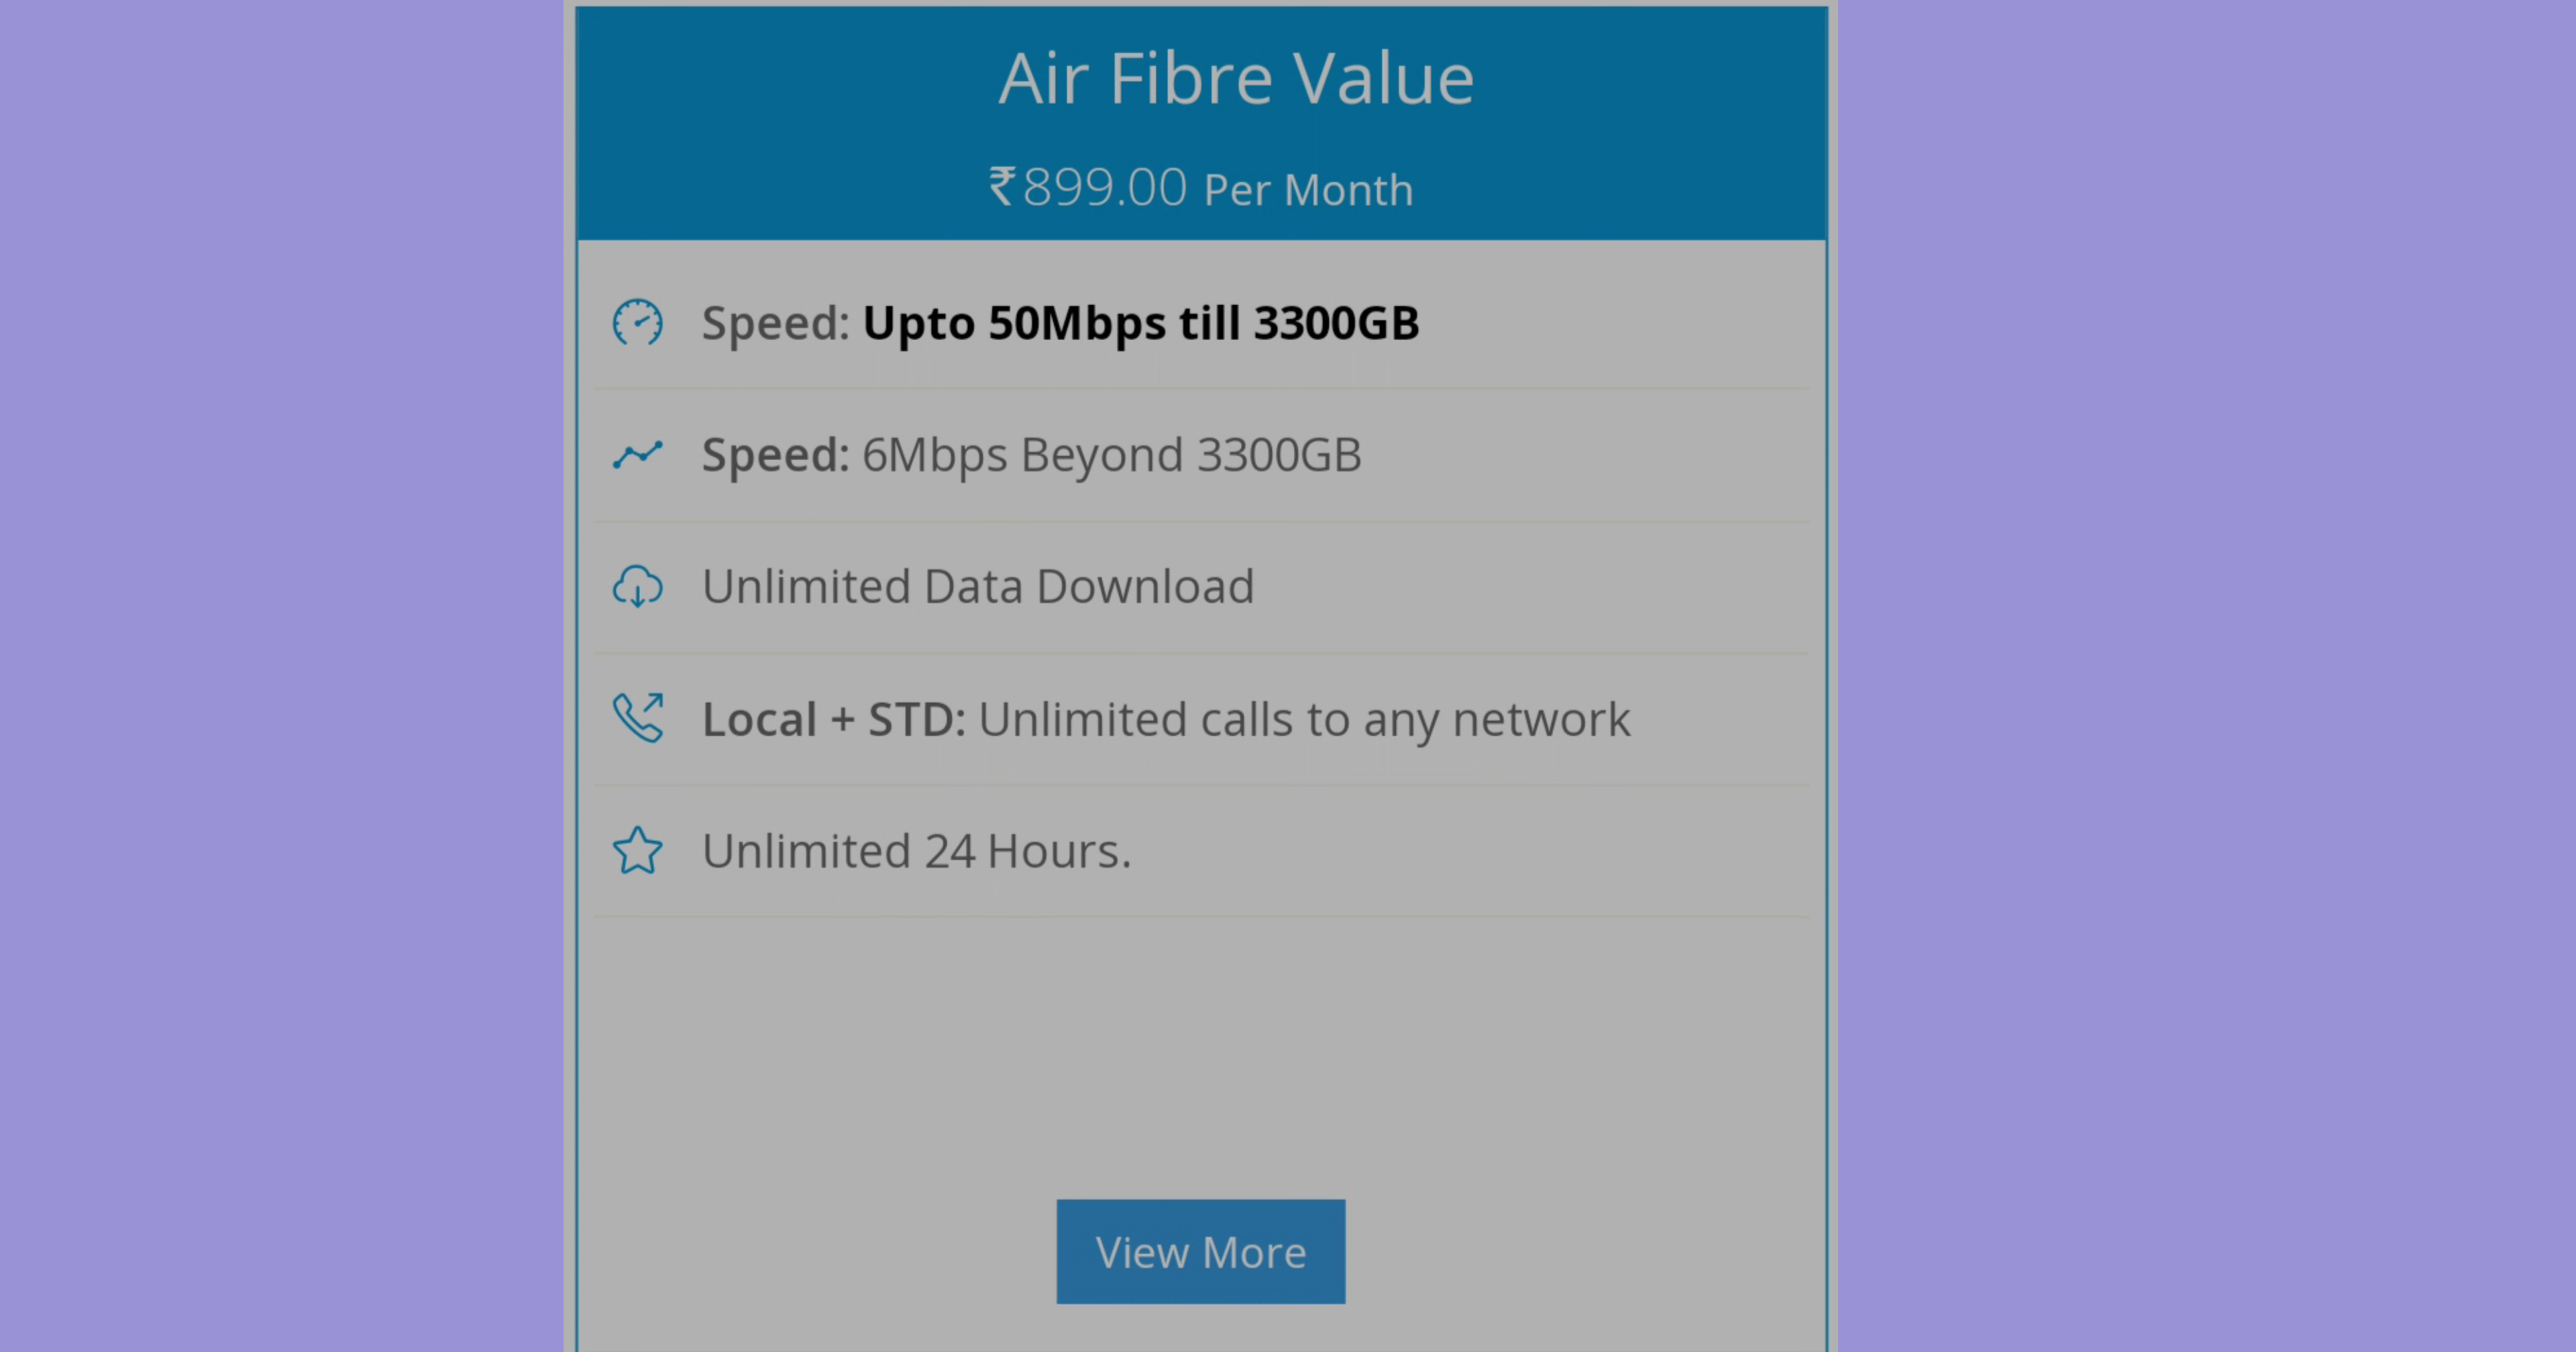 Air Fibre Value
₹899.00 Per Month
Speed: Upto 50Mbps till 3300GB
Speed: 6Mbps Beyond 3300GB
Unlimited Data Download
Local + STD: Unlimited calls to any network
Unlimited 24 Hours.
View More